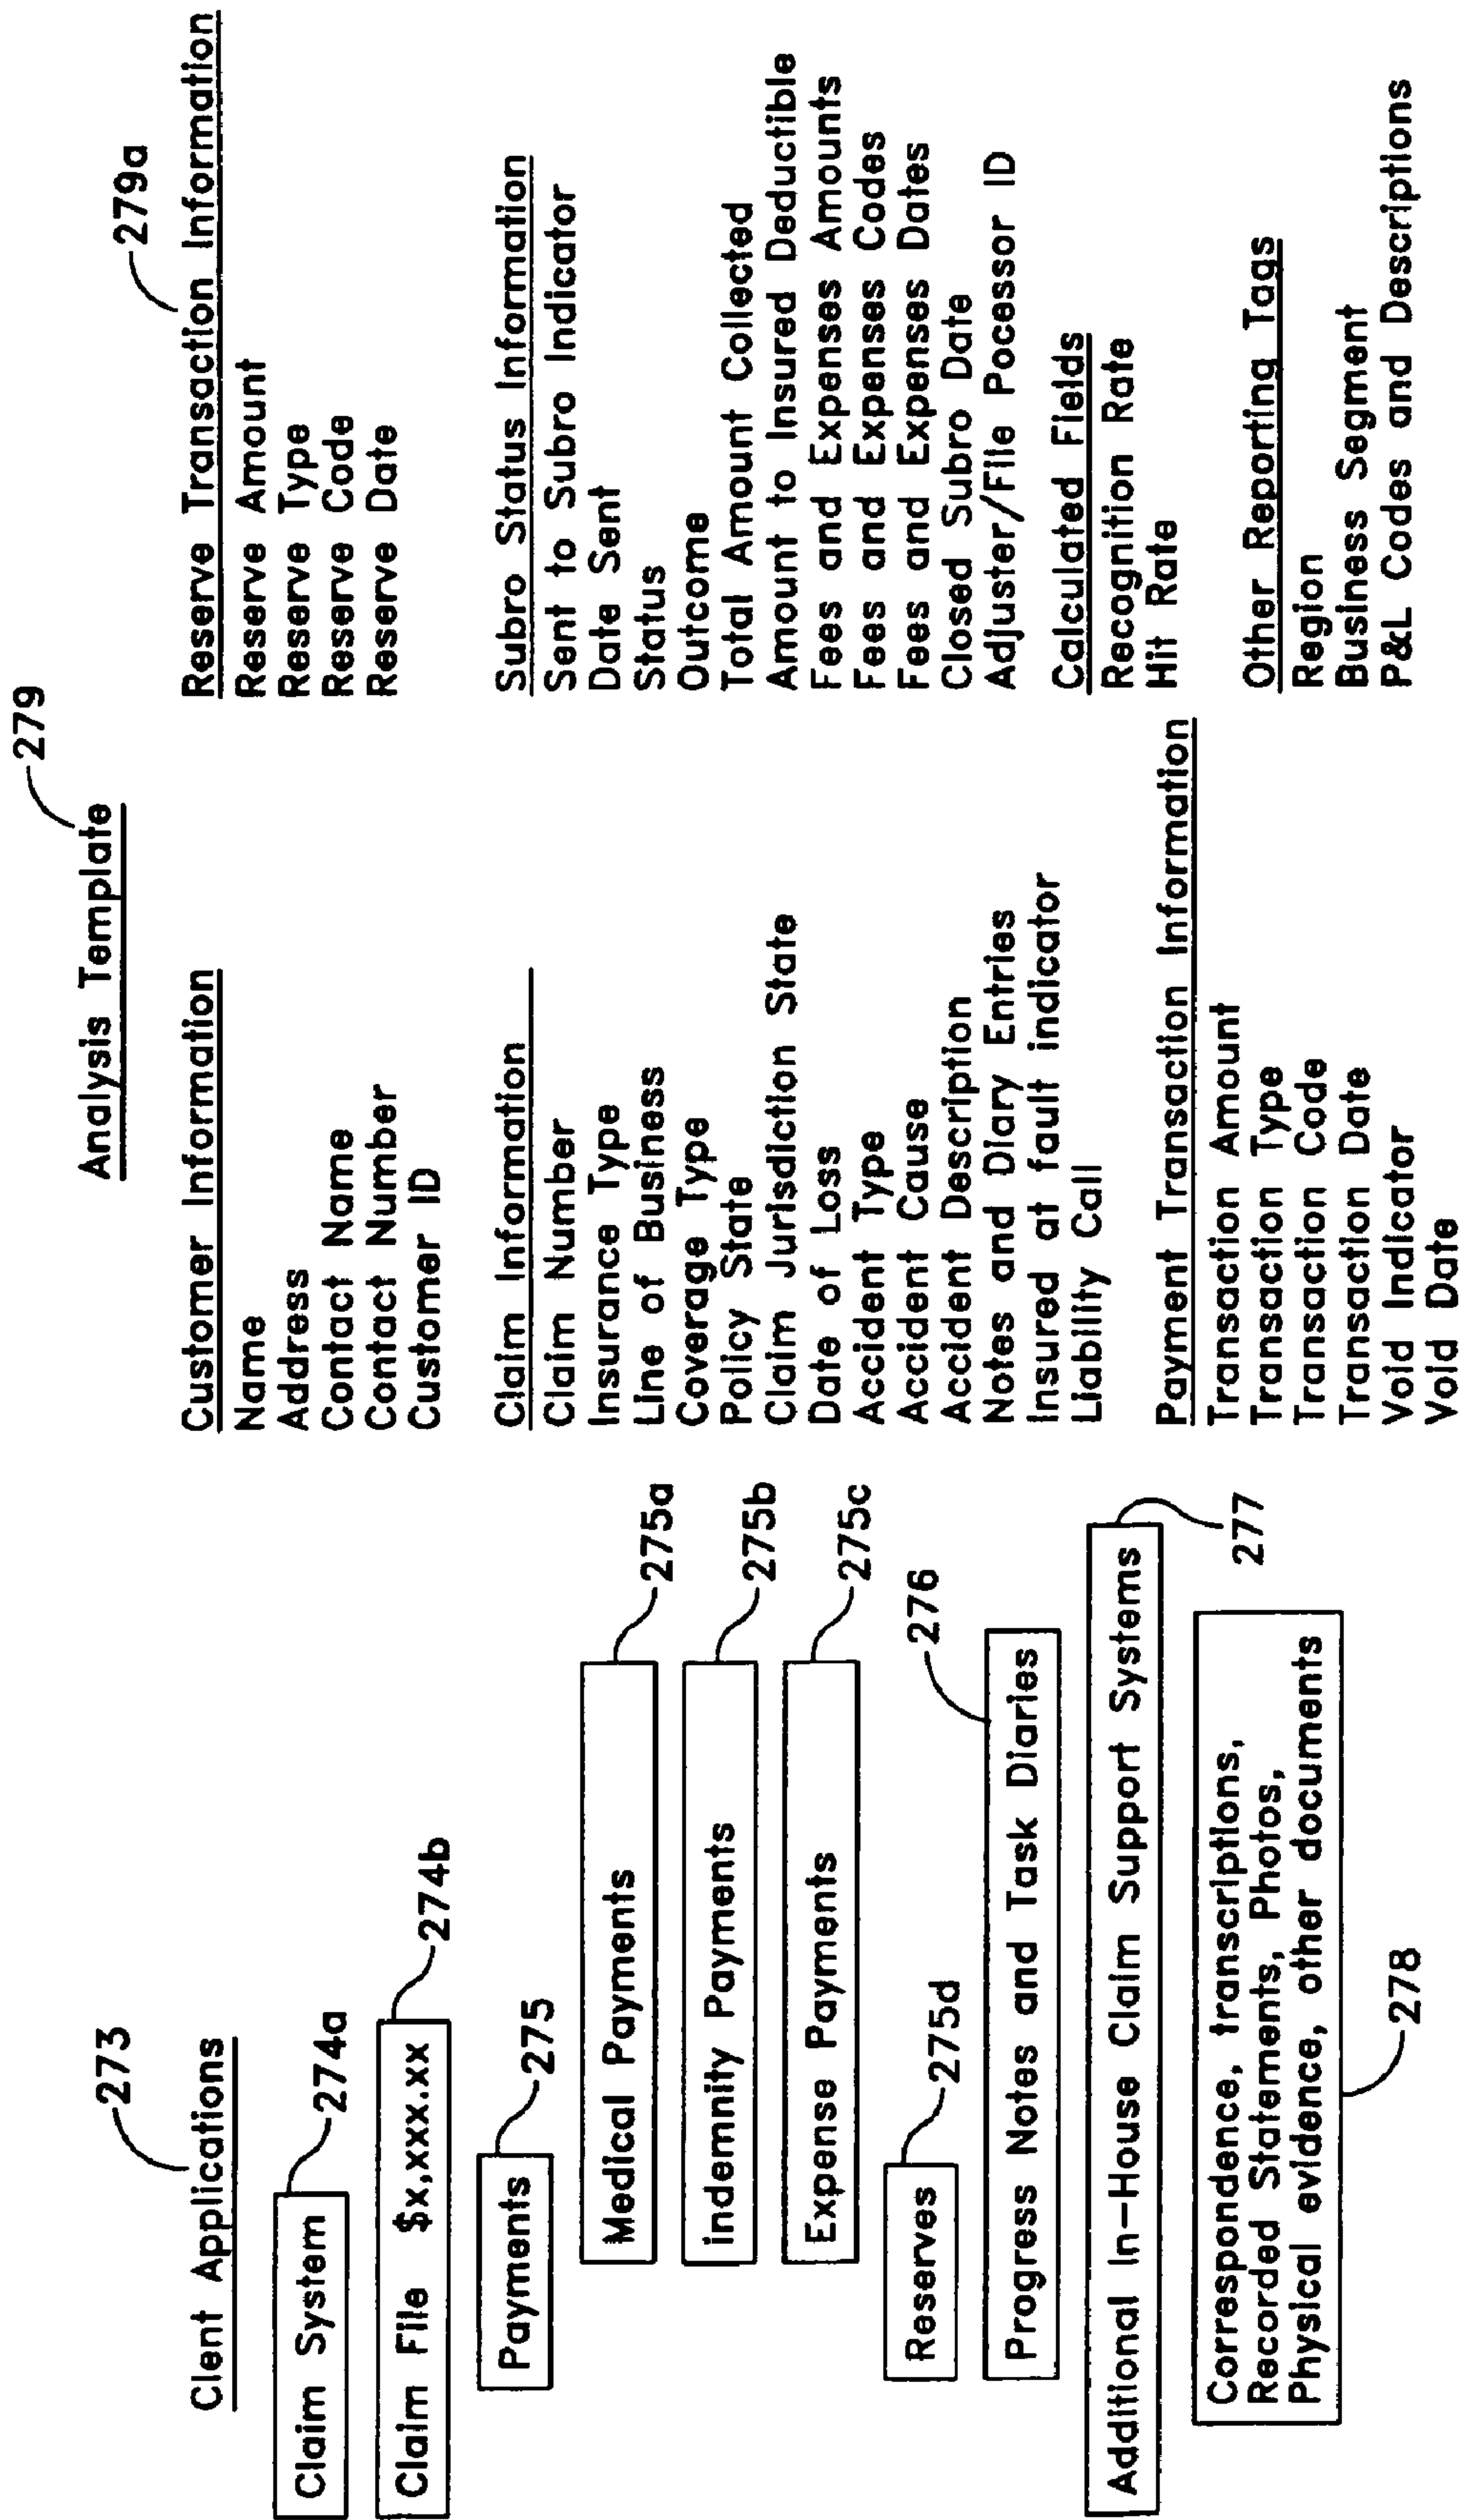 273
Clent Applications
Claim System
274a
Claim File $x,xxx.xx
274b
Payments
275
Medical Payments
275a
indemnity Payments
275b
Expense Payments
275c
Reserves
275d
Progress Notes and Task Diaries
276
Additional In-House Claim Support Systems
277
Correspondence, transcriptions,
Recorded Statements, Photos,
Physical evidence, other documents
278
Analysis Template
279
Customer Information
Name
Address
Contact Name
Contact Number
Customer ID
Claim Information
Claim Number
Insurance Type
Line of Business
Coverage Type
Policy State
Claim Jurisdiction State
Date of Loss
Accident Type
Accident Cause
Accident Description
Notes and Diary Entries
Insured at fault indicator
Liability Call
Payment Transaction Information
Transaction Amount
Transaction Type
Transaction Code
Transaction Date
Void Indicator
Void Date
279a
Reserve Transaction Information
Reserve Amount
Reserve Type
Reserve Code
Reserve Date
Subro Status Information
Sent to Subro Indicator
Date Sent
Status
Outcome
Total Amount Collected
Amount to Insured Deductible
Fees and Expenses Amounts
Fees and Expenses Codes
Fees and Expenses Dates
Closed Subro Date
Adjuster/File Pocessor ID
Calculated Fields
Recognition Rate
Hit Rate
Other Reporting Tags
Region
Business Segment
P&L Codes and Descriptions